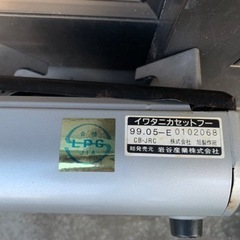 イワタニカセットフー
99.05-E 0102068
CB-JRC 株式会社 旭製作所
総発売元 岩谷産業株式会社
LPG